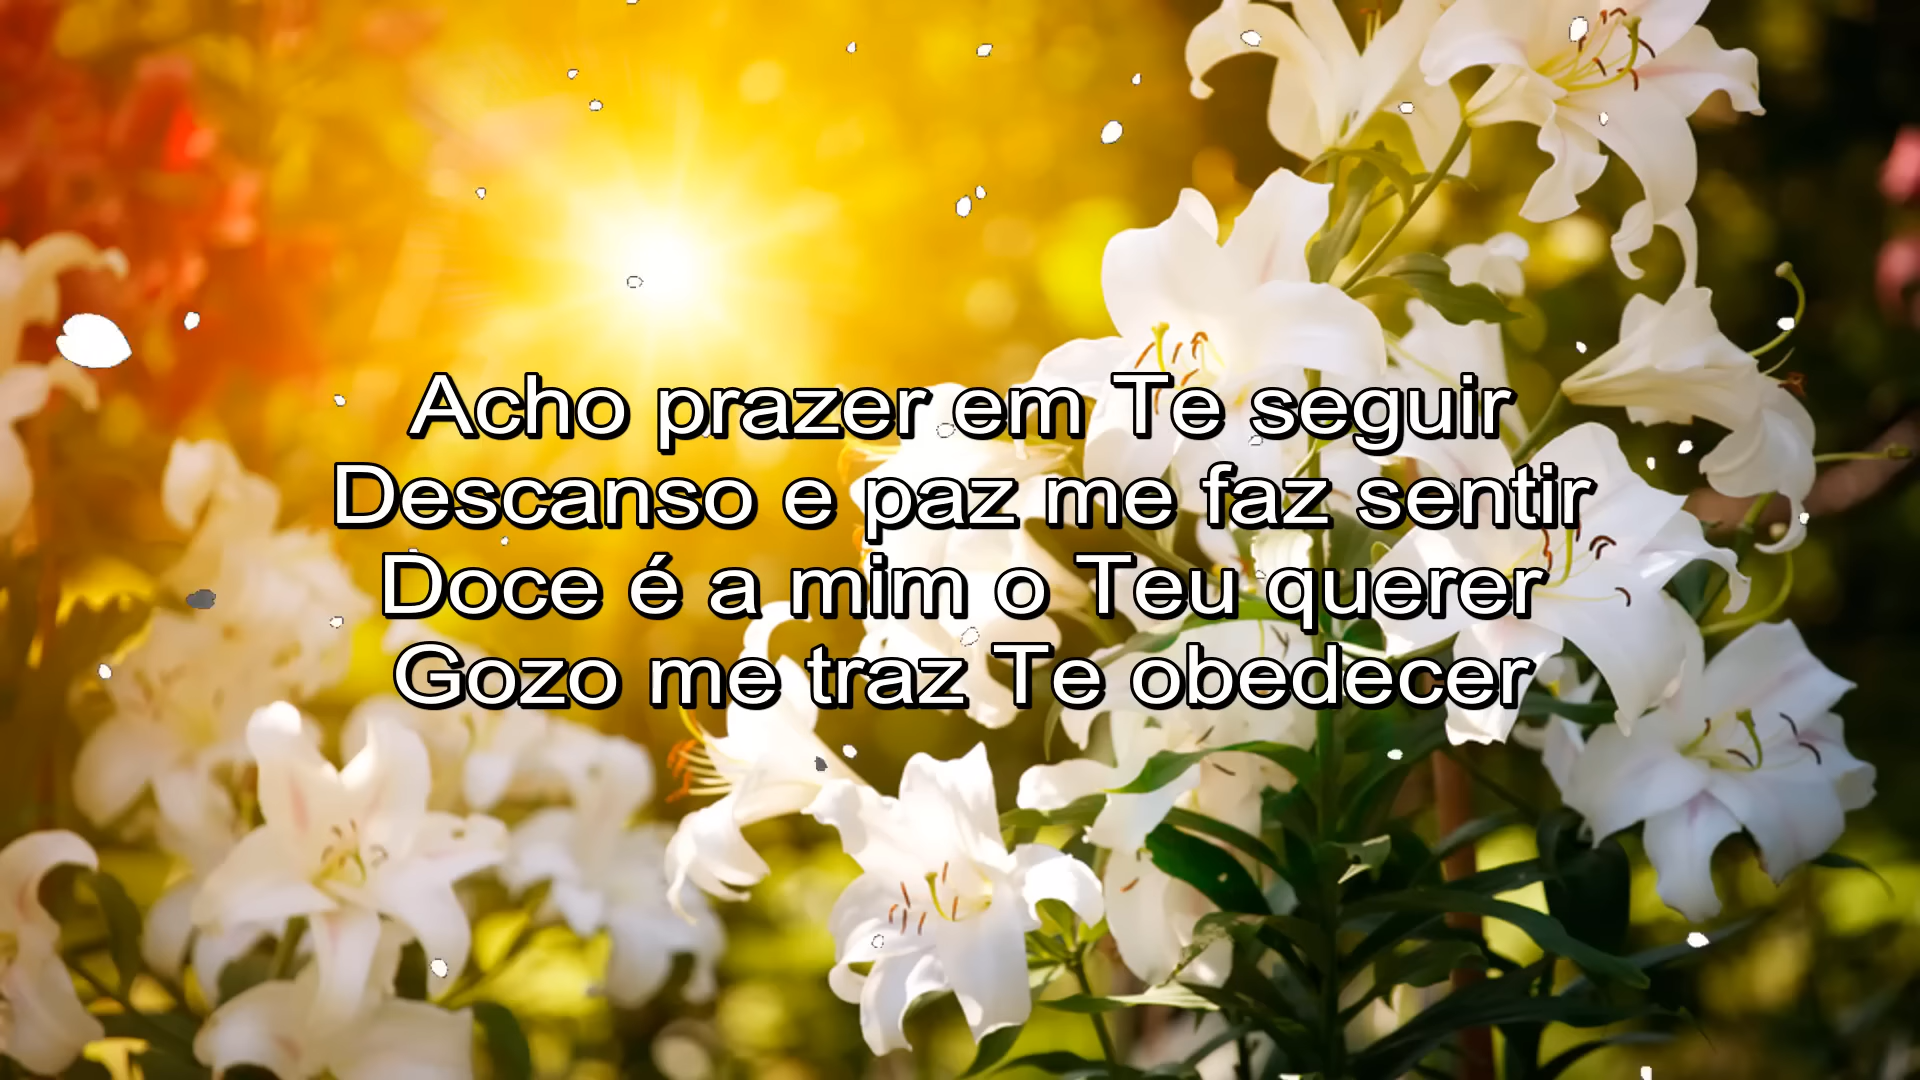 Acho prazer em Te seguir
Descanso e paz me faz sentir
Doce é a mim o Teu querer
Gozo me traz Te obedecer